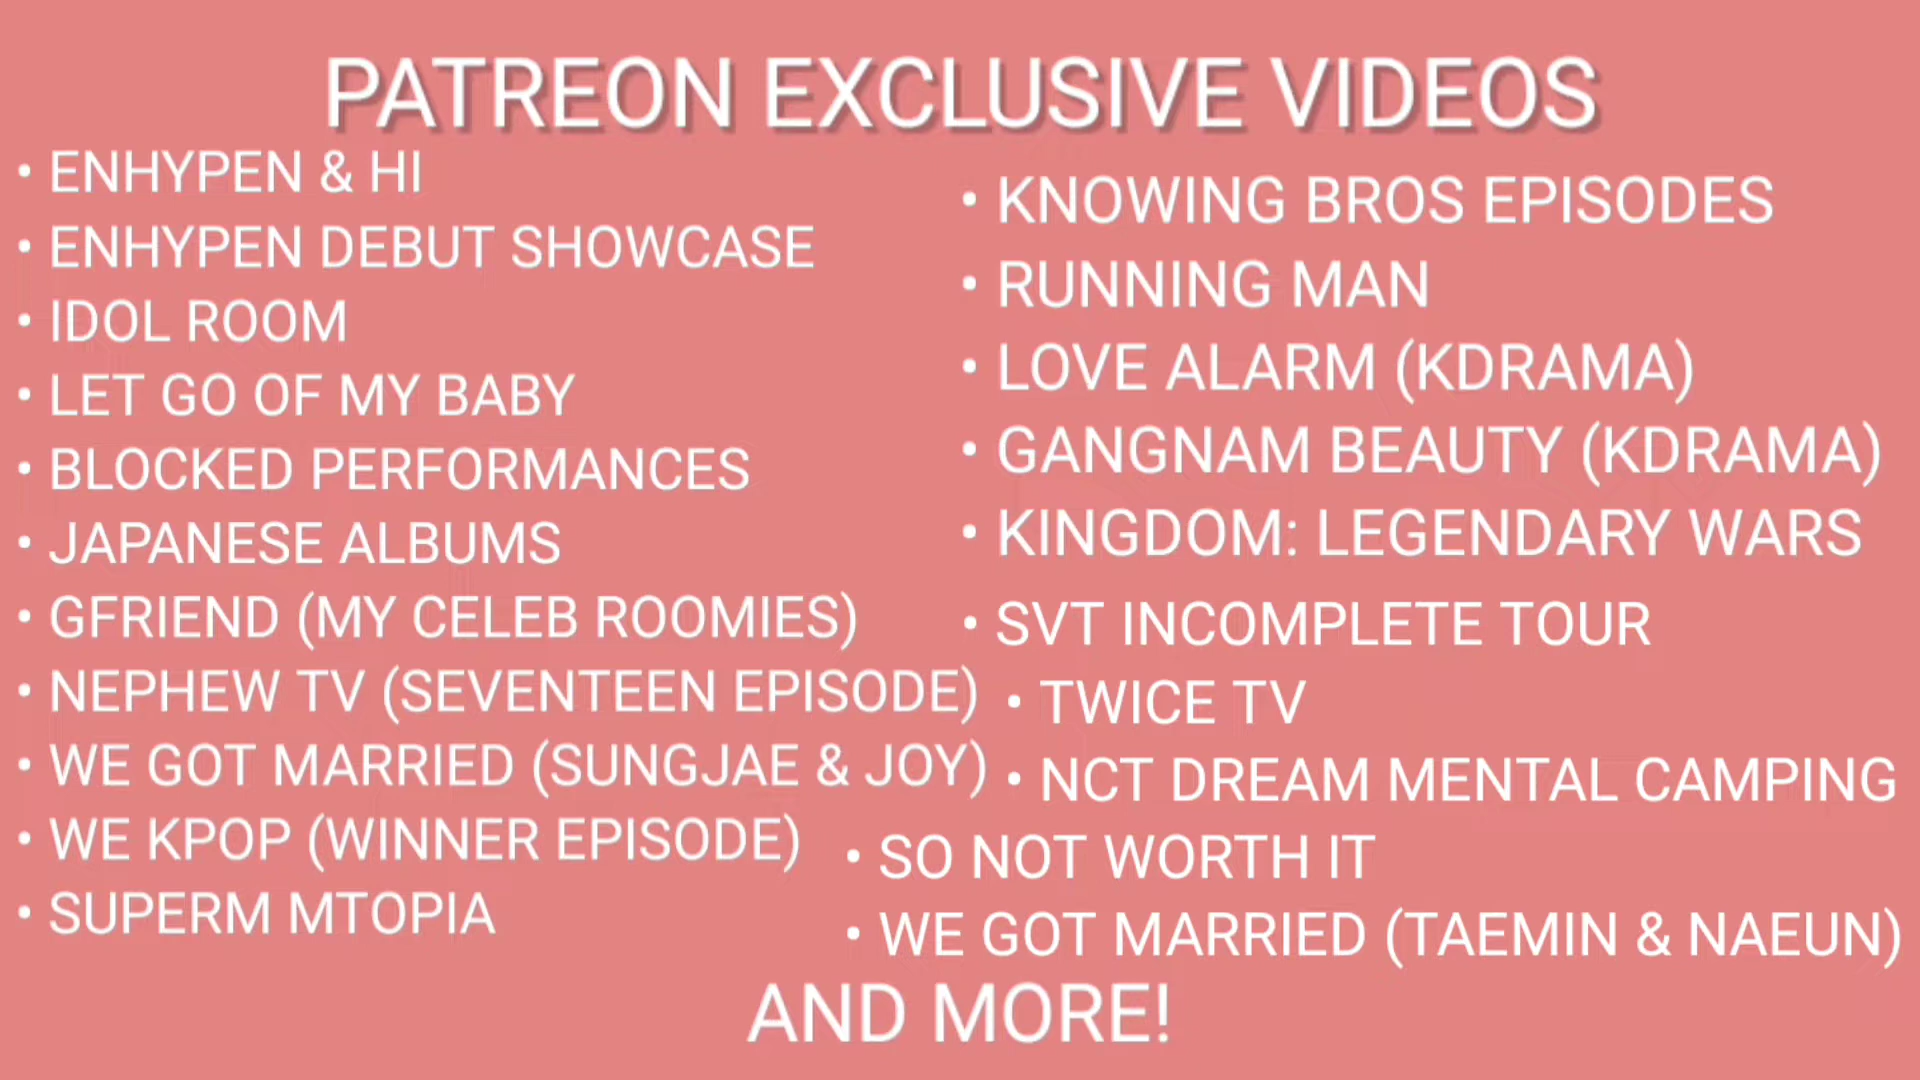 PATREON EXCLUSIVE VIDEOS
• ENHYPEN & HI
• ENHYPEN DEBUT SHOWCASE
• IDOL ROOM
• LET GO OF MY BABY
• BLOCKED PERFORMANCES
• JAPANESE ALBUMS
• GFRIEND (MY CELEB ROOMIES)
• NEPHEW TV (SEVENTEEN EPISODE)
• WE GOT MARRIED (SUNGJAE & JOY)
• WE KPOP (WINNER EPISODE)
• SUPERM MTOPIA
• KNOWING BROS EPISODES
• RUNNING MAN
• LOVE ALARM (KDRAMA)
• GANGNAM BEAUTY (KDRAMA)
• KINGDOM: LEGENDARY WARS
• SVT INCOMPLETE TOUR
• TWICE TV
• NCT DREAM MENTAL CAMPING
• SO NOT WORTH IT
• WE GOT MARRIED (TAEMIN & NAEUN)
AND MORE!